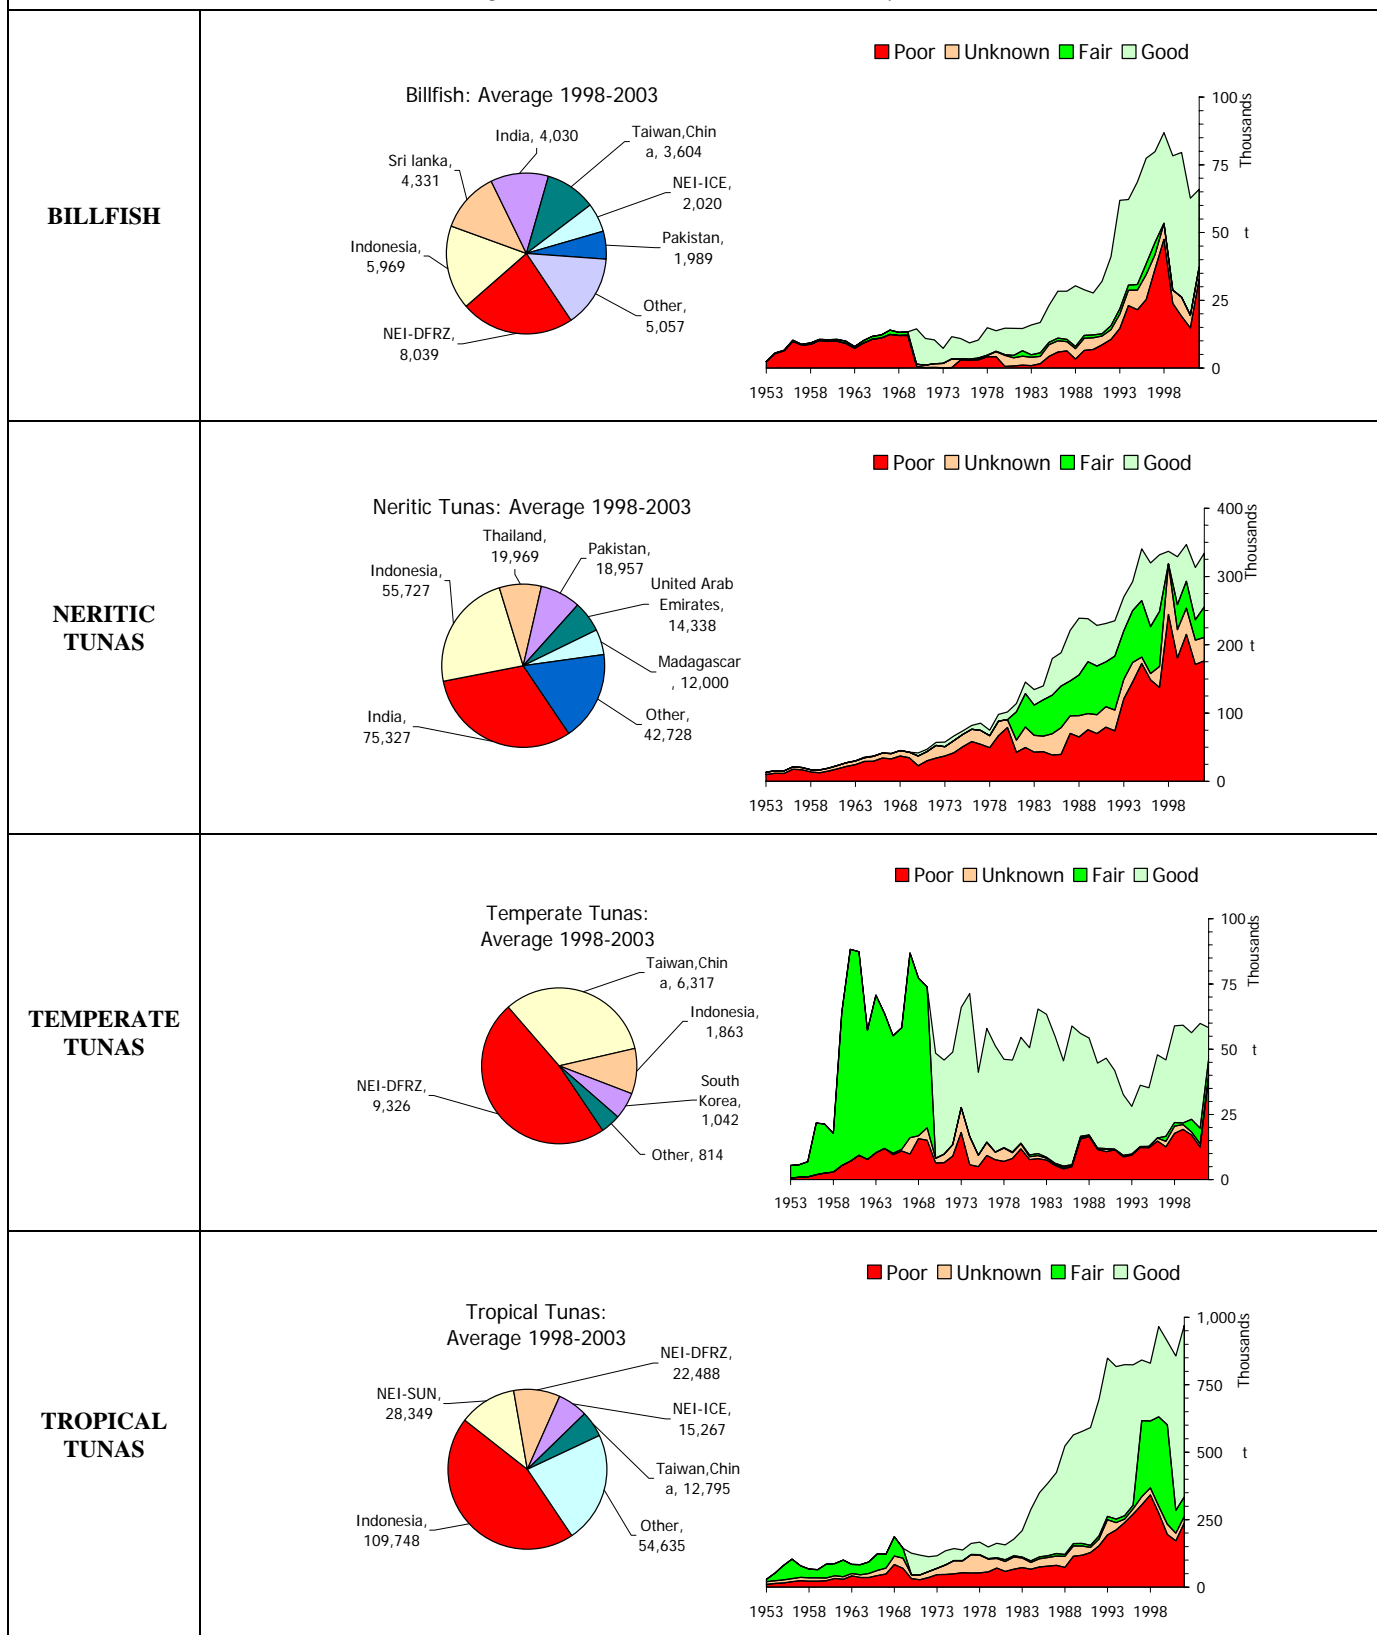 BILLFISH
Poor Unknown Fair Good
Billfish: Average 1998-2003
India, 4,030
Taiwan,Chin
a, 3,604
Sri lanka,
4,331
NEI-ICE,
2,020
Indonesia,
5,969
Pakistan,
1,989
Other,
5,057
NEI-DFRZ,
8,039
100
75
50
25
0
Thousands
t
1953 1958 1963 1968 1973 1978 1983 1988 1993 1998
NERITIC
TUNAS
Poor Unknown Fair Good
Neritic Tunas: Average 1998-2003
Thailand,
19,969
Pakistan,
18,957
Indonesia,
55,727
United Arab
Emirates,
14,338
Madagascar
, 12,000
Other,
42,728
India,
75,327
400
300
200
100
0
Thousands
t
1953 1958 1963 1968 1973 1978 1983 1988 1993 1998
TEMPERATE
TUNAS
Poor Unknown Fair Good
Temperate Tunas:
Average 1998-2003
Taiwan,Chin
a, 6,317
Indonesia,
1,863
South
Korea,
1,042
Other, 814
NEI-DFRZ,
9,326
100
75
50
25
0
Thousands
t
1953 1958 1963 1968 1973 1978 1983 1988 1993 1998
TROPICAL
TUNAS
Poor Unknown Fair Good
Tropical Tunas:
Average 1998-2003
NEI-DFRZ,
22,488
NEI-SUN,
28,349
NEI-ICE,
15,267
Taiwan,Chin
a, 12,795
Other,
54,635
Indonesia,
109,748
1,000
750
500
250
0
Thousands
t
1953 1958 1963 1968 1973 1978 1983 1988 1993 1998